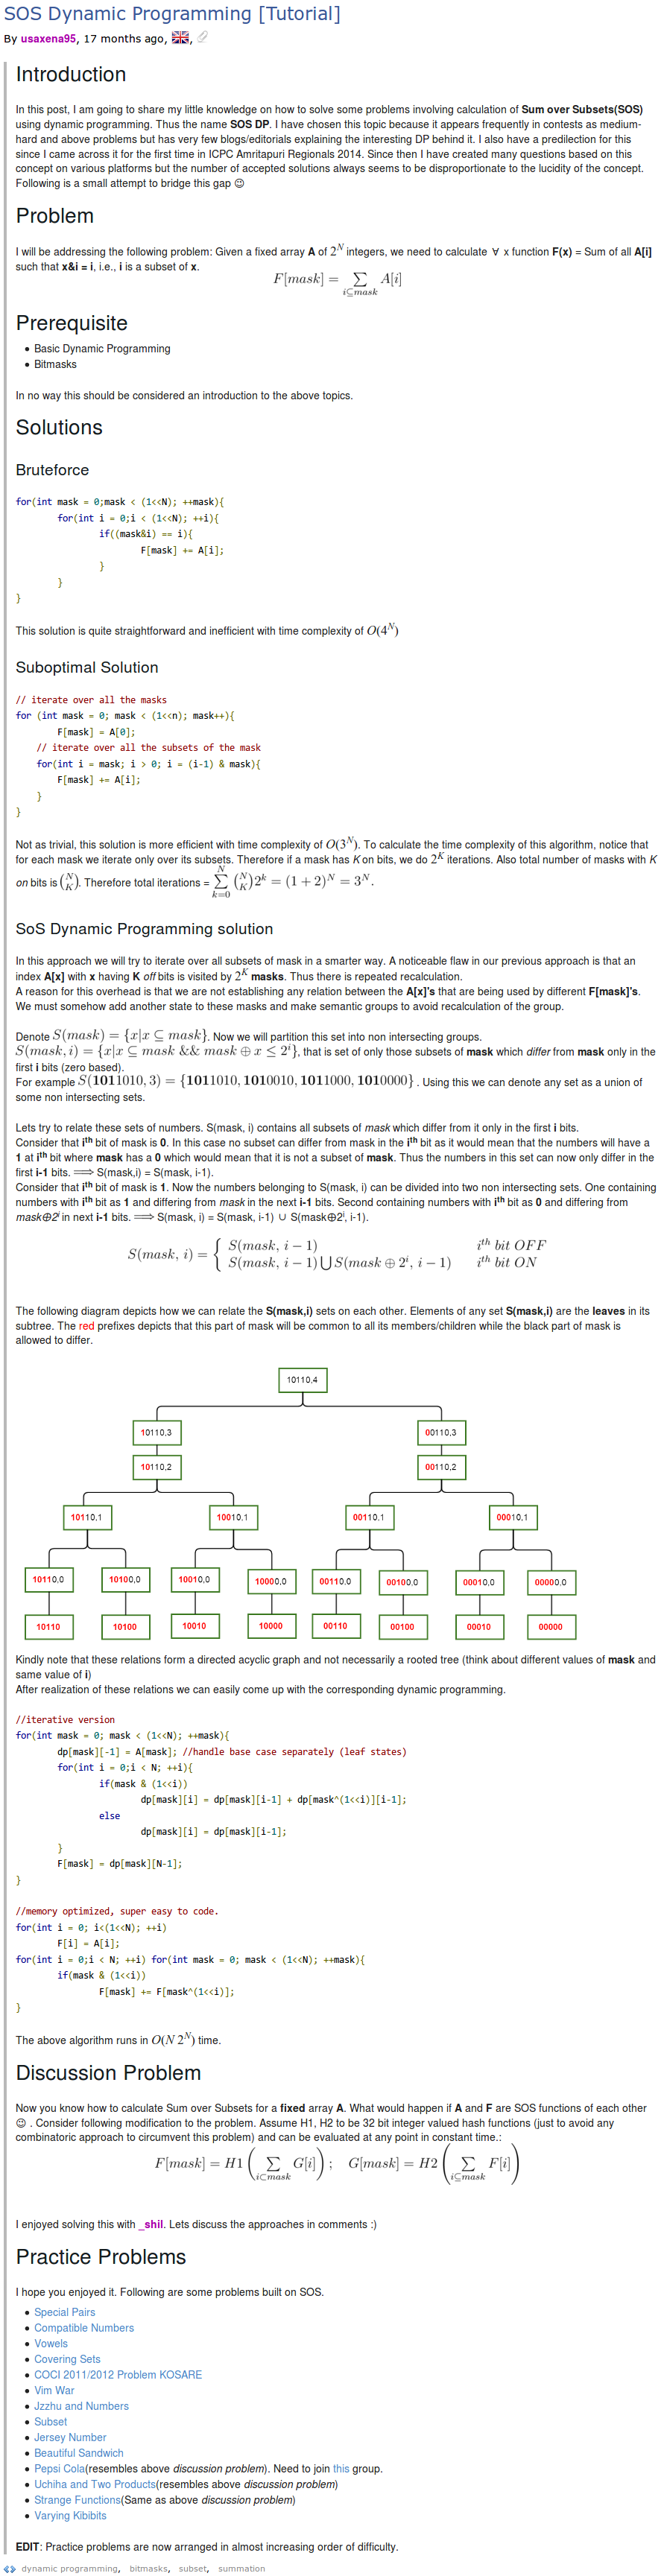 SOS Dynamic Programming [Tutorial]
By usaxena95, 17 months ago, ,
Introduction
In this post, I am going to share my little knowledge on how to solve some problems involving calculation of Sum over Subsets(SOS)
using dynamic programming. Thus the name SOS DP. I have chosen this topic because it appears frequently in contests as medium-
hard and above problems but has very few blogs/editorials explaining the interesting DP behind it. I also have a predilection for this
since I came across it for the first time in ICPC Amritapuri Regionals 2014. Since then I have created many questions based on this
concept on various platforms but the number of accepted solutions always seems to be disproportionate to the lucidity of the concept.
Following is a small attempt to bridge this gap 😉
Problem
I will be addressing the following problem: Given a fixed array A of 2^N integers, we need to calculate ∀ x function F(x) = Sum of all A[i]
such that x&i = i, i.e., i is a subset of x.
F[mask] = ∑_{i⊆mask} A[i]
Prerequisite
• Basic Dynamic Programming
• Bitmasks
In no way this should be considered an introduction to the above topics.
Solutions
Bruteforce
for(int mask = 0;mask < (1<<N); ++mask){
for(int i = 0;i < (1<<N); ++i){
if((mask&i) == i){
F[mask] += A[i];
}
}
}
This solution is quite straightforward and inefficient with time complexity of O(4^N)
Suboptimal Solution
// iterate over all the masks
for (int mask = 0; mask < (1<<n); mask++){
F[mask] = A[0];
// iterate over all the subsets of the mask
for(int i = mask; i > 0; i = (i-1) & mask){
F[mask] += A[i];
}
}
Not as trivial, this solution is more efficient with time complexity of O(3^N). To calculate the time complexity of this algorithm, notice that
for each mask we iterate only over its subsets. Therefore if a mask has K on bits, we do 2^K iterations. Also total number of masks with K
on bits is (N K). Therefore total iterations = ∑_{k=0}^{N} (N K) 2^k = (1 + 2)^N = 3^N.
SoS Dynamic Programming solution
In this approach we will try to iterate over all subsets of mask in a smarter way. A noticeable flaw in our previous approach is that an
index A[x] with x having K off bits is visited by 2^K masks. Thus there is repeated recalculation.
A reason for this overhead is that we are not establishing any relation between the A[x]'s that are being used by different F[mask]'s.
We must somehow add another state to these masks and make semantic groups to avoid recalculation of the group.
Denote S(mask) = {x|x ⊆ mask}. Now we will partition this set into non intersecting groups.
S(mask, i) = {x|x ⊆ mask && mask ⊕ x ≤ 2^i}, that is set of only those subsets of mask which differ from mask only in the
first i bits (zero based).
For example S(1011010, 3) = {1011010, 1010010, 1011000, 1010000}. Using this we can denote any set as a union of
some non intersecting sets.
Lets try to relate these sets of numbers. S(mask, i) contains all subsets of mask which differ from it only in the first i bits.
Consider that i^th bit of mask is 0. In this case no subset can differ from mask in the i^th bit as it would mean that the numbers will have a
1 at i^th bit where mask has a 0 which would mean that it is not a subset of mask. Thus the numbers in this set can now only differ in the
first i-1 bits. ⟹ S(mask,i) = S(mask, i-1).
Consider that i^th bit of mask is 1. Now the numbers belonging to S(mask, i) can be divided into two non intersecting sets. One containing
numbers with i^th bit as 1 and differing from mask in the next i-1 bits. Second containing numbers with i^th bit as 0 and differing from
mask⊕2^i in next i-1 bits. ⟹ S(mask, i) = S(mask, i-1) ∪ S(mask⊕2^i, i-1).
S(mask, i) = { S(mask, i − 1) i^th bit OFF
S(mask, i − 1) ⋃ S(mask ⊕ 2^i, i − 1) i^th bit ON
The following diagram depicts how we can relate the S(mask,i) sets on each other. Elements of any set S(mask,i) are the leaves in its
subtree. The red prefixes depicts that this part of mask will be common to all its members/children while the black part of mask is
allowed to differ.
10110,4
10110,3 00110,3
10110,2 00110,2
10110,1 10010,1 00110,1 00010,1
10110,0 10100,0 10010,0 10000,0 00110,0 00100,0 00010,0 00000,0
10110 10100 10010 10000 00110 00100 00010 00000
Kindly note that these relations form a directed acyclic graph and not necessarily a rooted tree (think about different values of mask and
same value of i)
After realization of these relations we can easily come up with the corresponding dynamic programming.
//iterative version
for(int mask = 0; mask < (1<<N); ++mask){
dp[mask][-1] = A[mask]; //handle base case separately (leaf states)
for(int i = 0;i < N; ++i){
if(mask & (1<<i))
dp[mask][i] = dp[mask][i-1] + dp[mask^(1<<i)][i-1];
else
dp[mask][i] = dp[mask][i-1];
}
F[mask] = dp[mask][N-1];
}
//memory optimized, super easy to code.
for(int i = 0; i<(1<<N); ++i)
F[i] = A[i];
for(int i = 0;i < N; ++i) for(int mask = 0; mask < (1<<N); ++mask){
if(mask & (1<<i))
F[mask] += F[mask^(1<<i)];
}
The above algorithm runs in O(N 2^N) time.
Discussion Problem
Now you know how to calculate Sum over Subsets for a fixed array A. What would happen if A and F are SOS functions of each other
😉 . Consider following modification to the problem. Assume H1, H2 to be 32 bit integer valued hash functions (just to avoid any
combinatoric approach to circumvent this problem) and can be evaluated at any point in constant time.:
F[mask] = H1 ( ∑_{i⊂mask} G[i] ) ; G[mask] = H2 ( ∑_{i⊆mask} F[i] )
I enjoyed solving this with _shil. Lets discuss the approaches in comments :)
Practice Problems
I hope you enjoyed it. Following are some problems built on SOS.
• Special Pairs
• Compatible Numbers
• Vowels
• Covering Sets
• COCI 2011/2012 Problem KOSARE
• Vim War
• Jzzhu and Numbers
• Subset
• Jersey Number
• Beautiful Sandwich
• Pepsi Cola(resembles above discussion problem). Need to join this group.
• Uchiha and Two Products(resembles above discussion problem)
• Strange Functions(Same as above discussion problem)
• Varying Kibibits
EDIT: Practice problems are now arranged in almost increasing order of difficulty.
dynamic programming, bitmasks, subset, summation